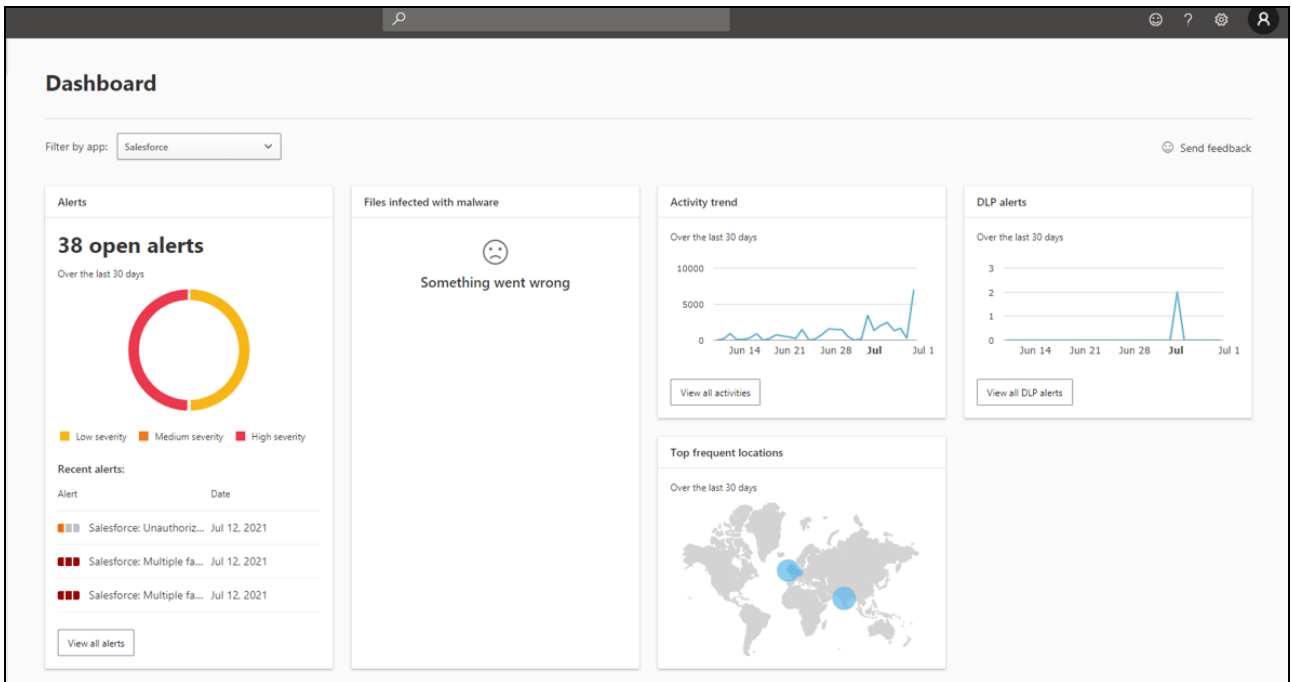 Dashboard
Filter by app:
Salesforce
Send feedback
Alerts
38 open alerts
Over the last 30 days
Low severity
Medium severity
High severity
Recent alerts:
Alert Date
Salesforce: Unauthoriz... Jul 12, 2021
Salesforce: Multiple fa... Jul 12, 2021
Salesforce: Multiple fa... Jul 12, 2021
View all alerts
Files infected with malware
Something went wrong
Activity trend
Over the last 30 days
10000
5000
0
Jun 14 Jun 21 Jun 28 Jul Jul 1
View all activities
DLP alerts
Over the last 30 days
3
2
1
0
Jun 14 Jun 21 Jun 28 Jul Jul 1
View all DLP alerts
Top frequent locations
Over the last 30 days